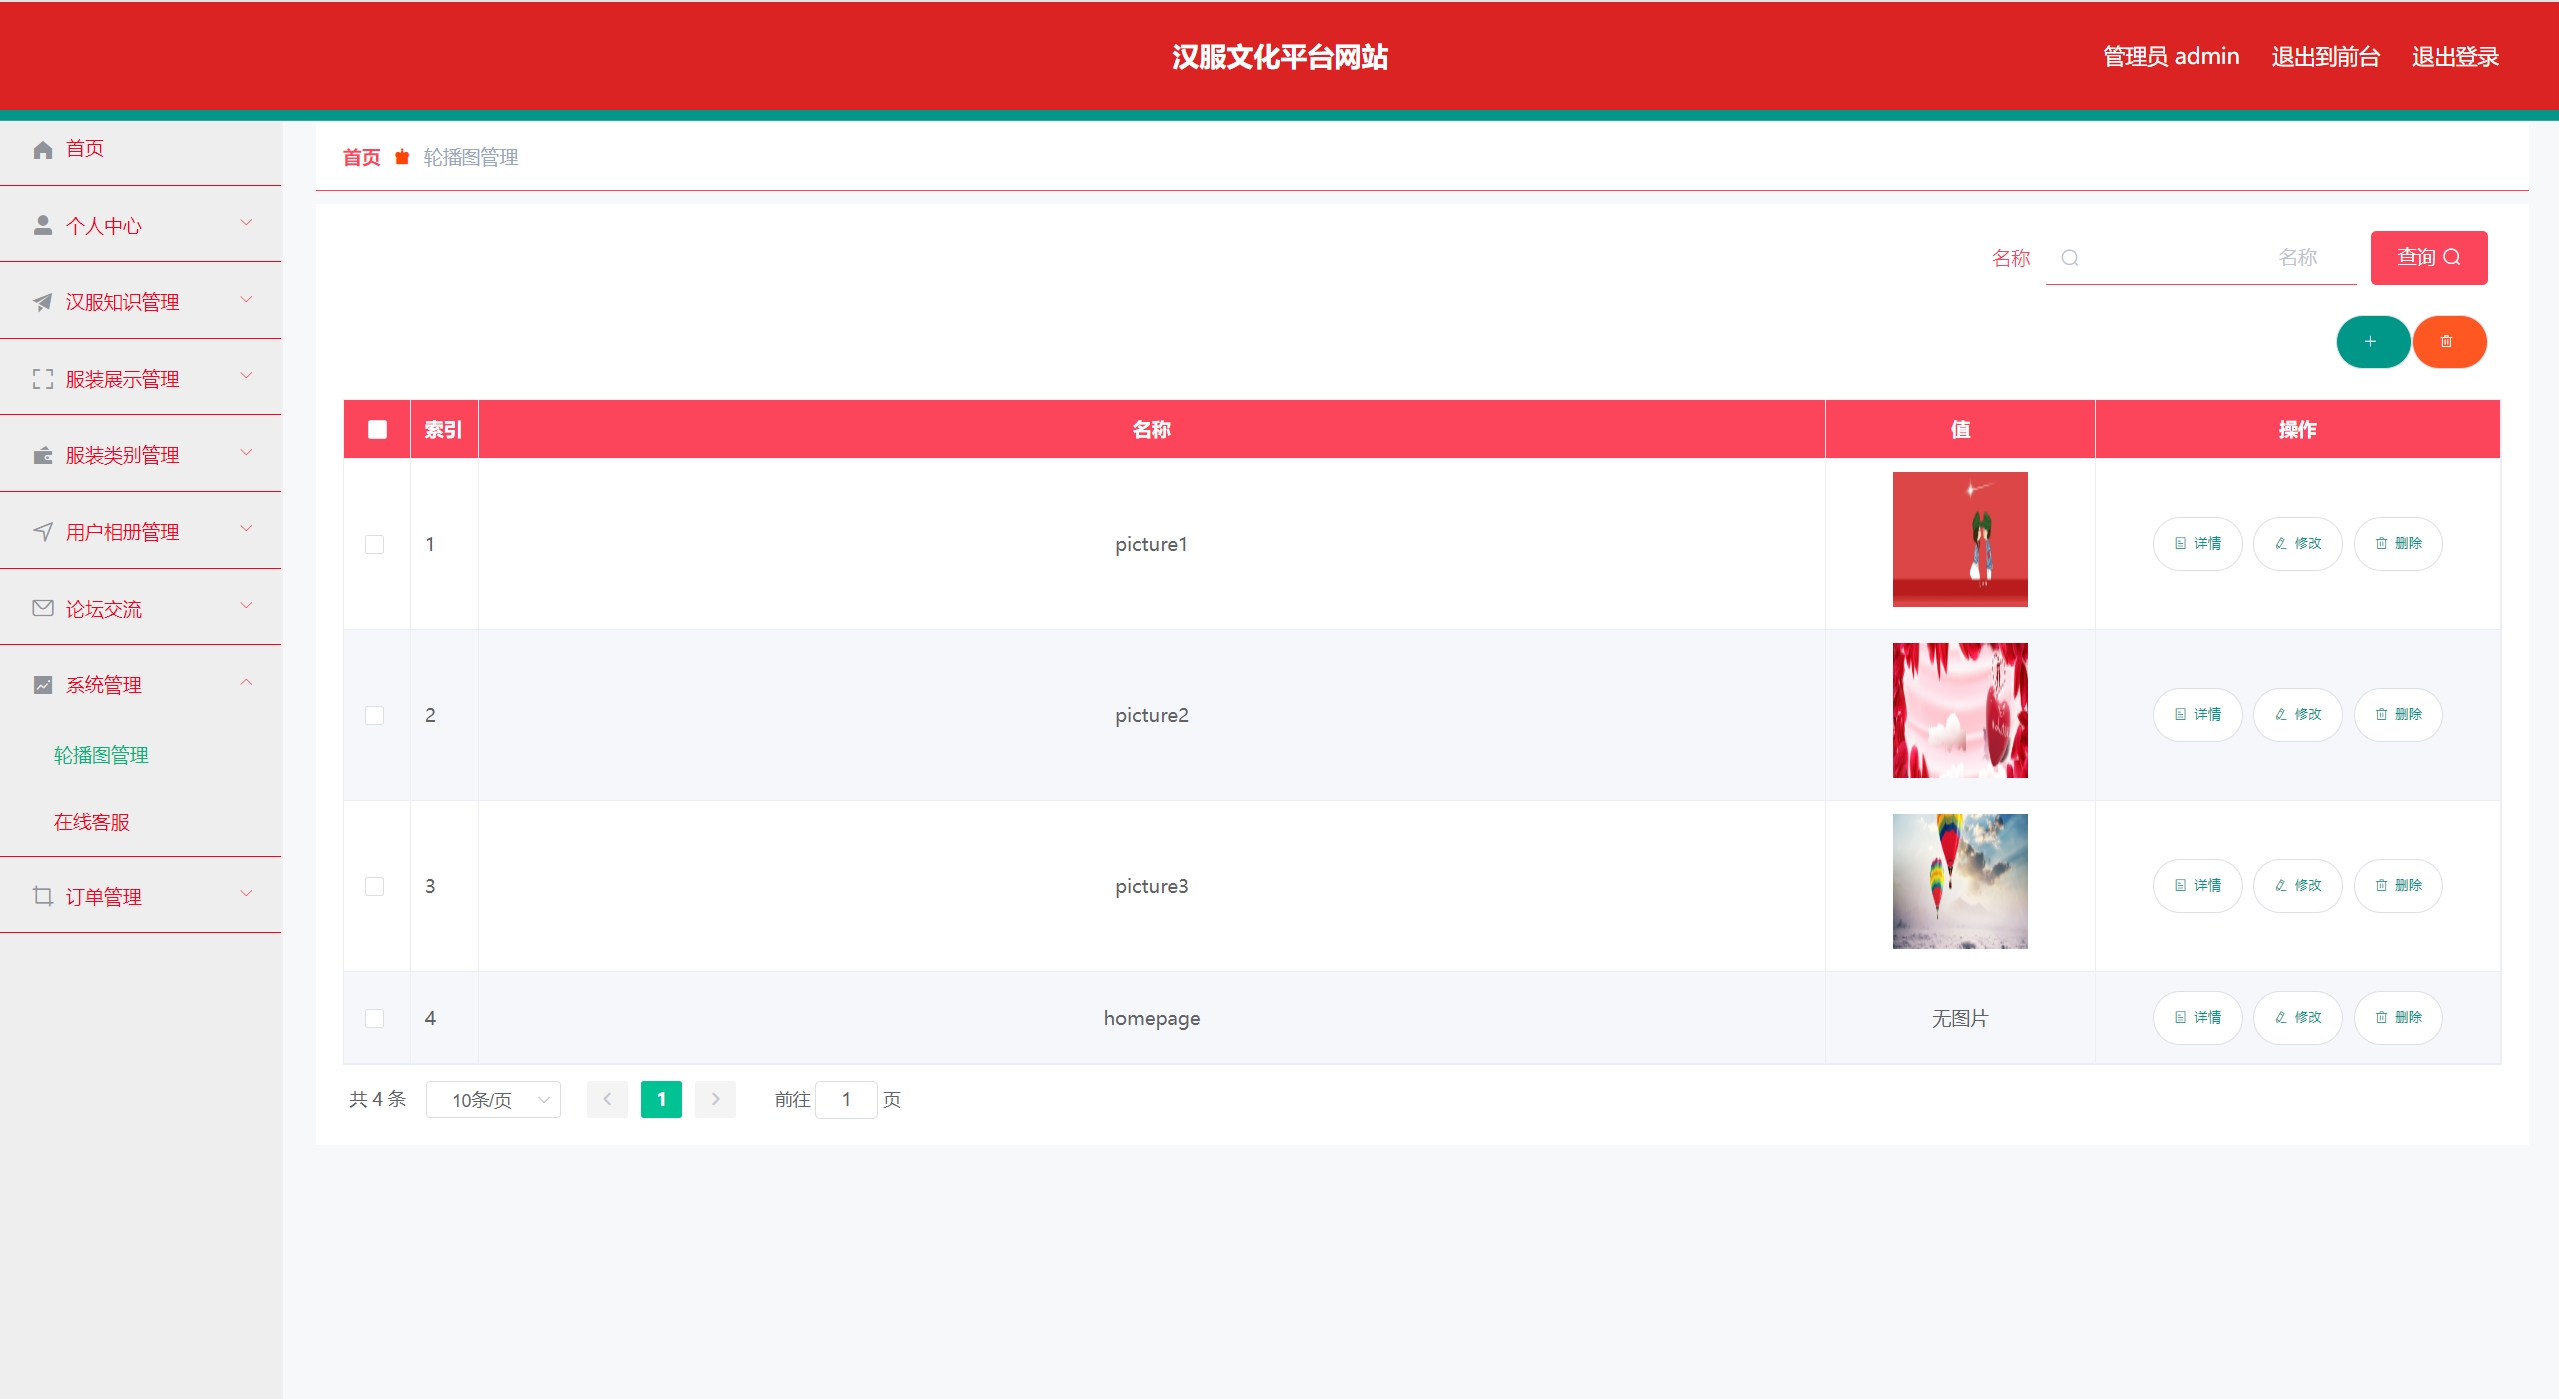 汉服文化平台网站
管理员 admin 退出到前台 退出登录
首页
个人中心
汉服知识管理
服装展示管理
服装类别管理
用户相册管理
论坛交流
系统管理
轮播图管理
在线客服
订单管理
首页 轮播图管理
名称 名称 查询
索引 名称 值 操作
1 picture1 详情 修改 删除
2 picture2 详情 修改 删除
3 picture3 详情 修改 删除
4 homepage 无图片 详情 修改 删除
共 4 条 10条/页 1 前往 1 页